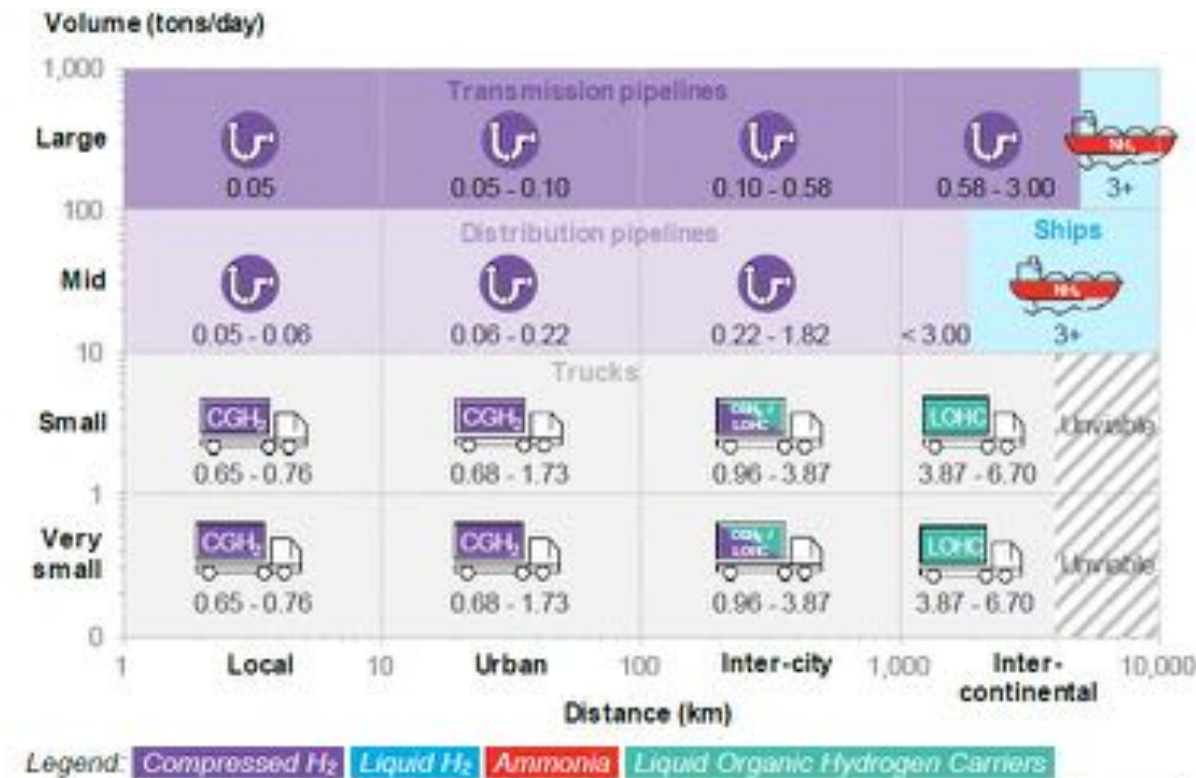 Volume (tons/day)
1,000
Transmission pipelines
Large
NH₃
0.05
0.05 - 0.10
0.10 - 0.58
0.58 - 3.00
3+
100
Distribution pipelines
Ships
Mid
NH₃
0.05 - 0.06
0.06 - 0.22
0.22 - 1.82
< 3.00
3+
10
Trucks
Small
CGH₂
CGH₂
CGH₂ /
LOHC
LOHC
Unviable
0.65 - 0.76
0.68 - 1.73
0.96 - 3.87
3.87 - 6.70
1
Very
small
CGH₂
CGH₂
CGH₂ /
LOHC
LOHC
Unviable
0.65 - 0.76
0.68 - 1.73
0.96 - 3.87
3.87 - 6.70
0
1
Local
10
Urban
100
Inter-city
1,000
Inter-
continental
10,000
Distance (km)
Legend: Compressed H₂ Liquid H₂ Ammonia Liquid Organic Hydrogen Carriers